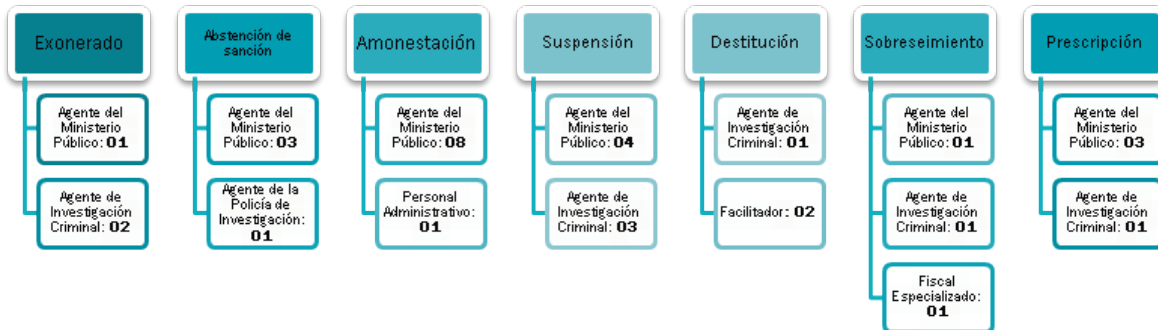 Exonerado
Agente del
Ministerio
Público: 01
Agente de
Investigación
Criminal: 02
Abstención de
sanción
Agente del
Ministerio
Público: 03
Agente de la
Policía de
Investigación:
01
Amonestación
Agente del
Ministerio
Público: 08
Personal
Administrativo:
01
Suspensión
Agente del
Ministerio
Público: 04
Agente de
Investigación
Criminal: 03
Destitución
Agente de
Investigación
Criminal: 01
Facilitador: 02
Sobreseimiento
Agente del
Ministerio
Público: 01
Agente de
Investigación
Criminal: 01
Fiscal
Especializado:
01
Prescripción
Agente del
Ministerio
Público: 03
Agente de
Investigación
Criminal: 01